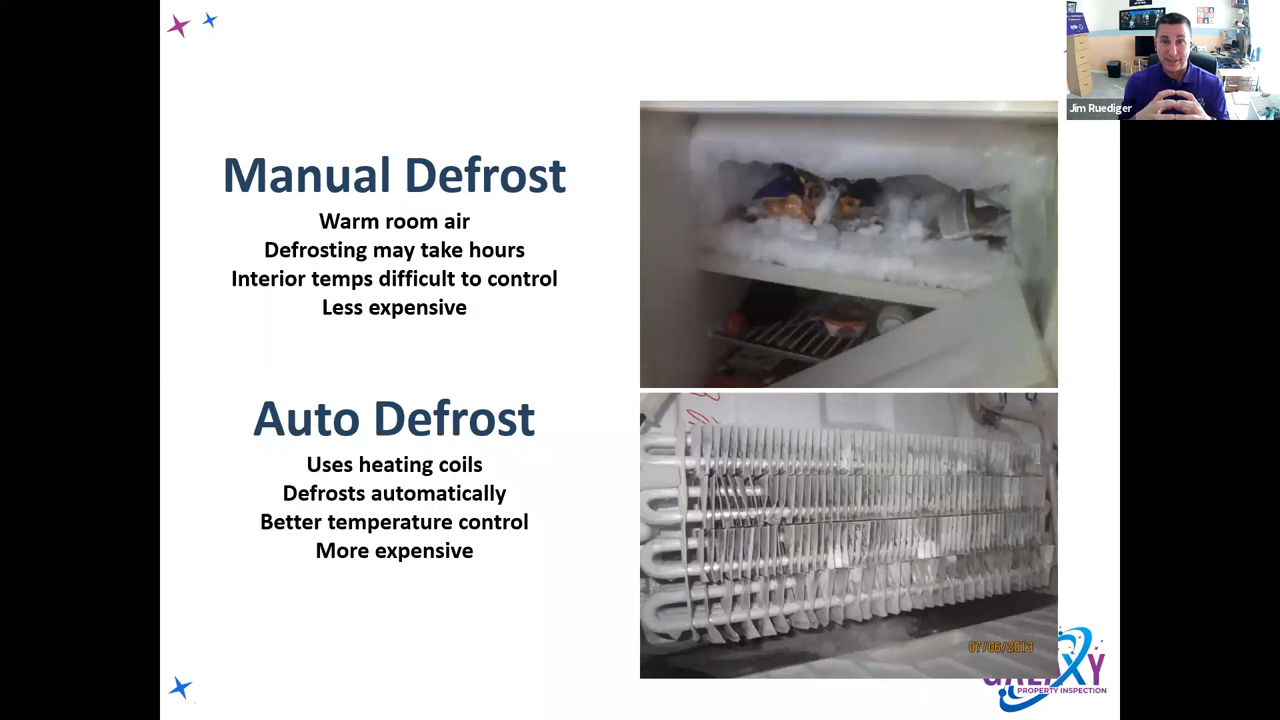 Jim Ruediger
Manual Defrost
Warm room air
Defrosting may take hours
Interior temps difficult to control
Less expensive
Auto Defrost
Uses heating coils
Defrosts automatically
Better temperature control
More expensive
07/06/2013
GALAXY
PROPERTY INSPECTION